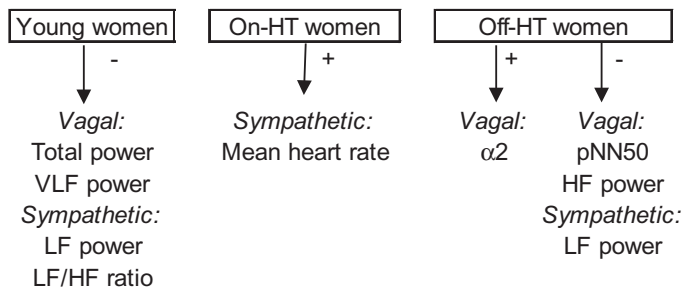 Young women
-
Vagal:
Total power
VLF power
Sympathetic:
LF power
LF/HF ratio
On-HT women
+
Sympathetic:
Mean heart rate
Off-HT women
+
Vagal:
α2
-
Vagal:
pNN50
HF power
Sympathetic:
LF power